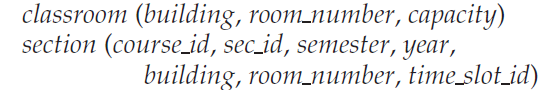 classroom (building, room_number, capacity)
section (course_id, sec_id, semester, year,
building, room_number, time_slot_id)